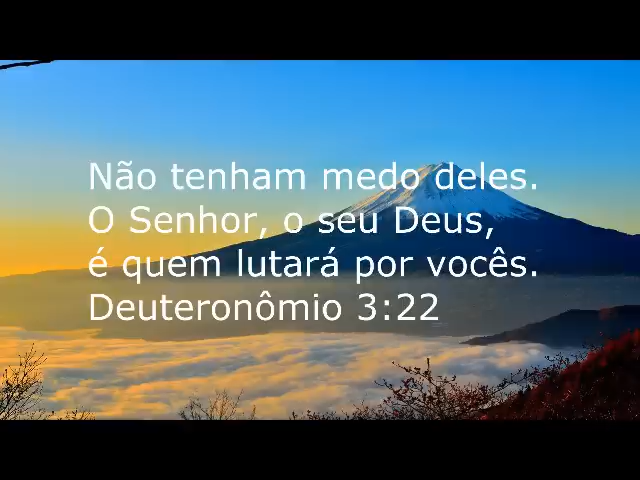 Não tenham medo deles.
O Senhor, o seu Deus,
é quem lutará por vocês.
Deuteronômio 3:22